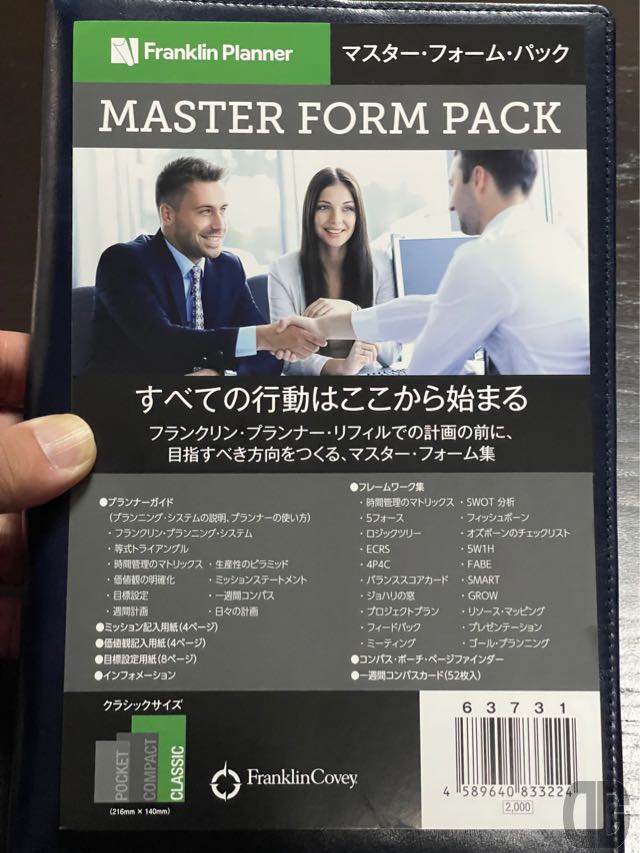 Franklin Planner
マスター・フォーム・パック
MASTER FORM PACK
すべての行動はここから始まる
フランクリン・プランナー・リフィルでの計画の前に、
目指すべき方向をつくる、マスター・フォーム集
●プランナーガイド
(プランニング・システムの説明、プランナーの使い方)
・フランクリン・プランニング・システム
・等式トライアングル
・時間管理のマトリックス ・生産性のピラミッド
・価値観の明確化 ・ミッションステートメント
・目標設定 ・一週間コンパス
・週間計画 ・日々の計画
●ミッション記入用紙(4ページ)
●価値観記入用紙(4ページ)
●目標設定用紙(8ページ)
●インフォメーション
●フレームワーク集
・時間管理のマトリックス ・SWOT 分析
・5フォース ・フィッシュボーン
・ロジックツリー ・オズボーンのチェックリスト
・ECRS ・5W1H
・4P4C ・FABE
・バランススコアカード ・SMART
・ジョハリの窓 ・GROW
・プロジェクトプラン ・リソース・マッピング
・フィードバック ・プレゼンテーション
・ミーティング ・ゴール・プランニング
●コンパス・ポーチ・ページファインダー
●一週間コンパスカード(52枚入)
クラシックサイズ
POCKET
COMPACT
CLASSIC
(216mm × 140mm)
FranklinCovey
63731
4 589640 833224
2,000